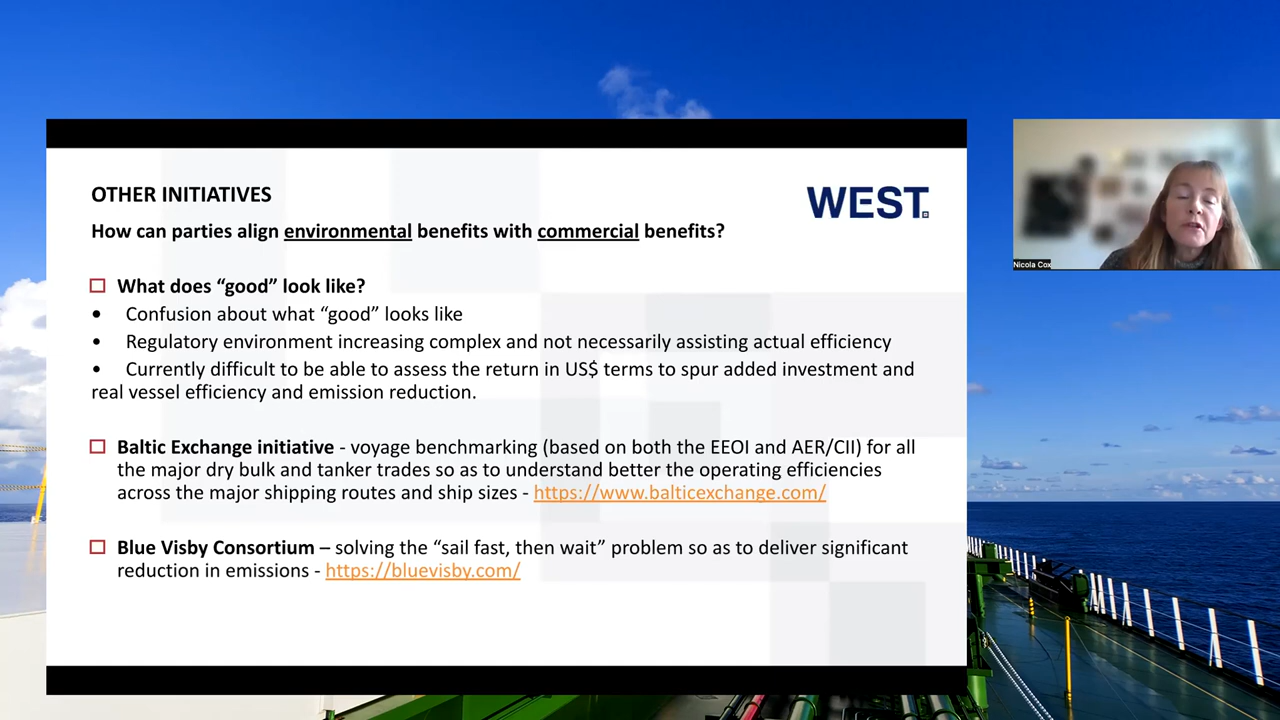 OTHER INITIATIVES
WEST.
How can parties align environmental benefits with commercial benefits?
Nicola Cox
☐ What does “good” look like?
• Confusion about what “good” looks like
• Regulatory environment increasing complex and not necessarily assisting actual efficiency
• Currently difficult to be able to assess the return in US$ terms to spur added investment and
real vessel efficiency and emission reduction.
☐ Baltic Exchange initiative - voyage benchmarking (based on both the EEOI and AER/CII) for all
the major dry bulk and tanker trades so as to understand better the operating efficiencies
across the major shipping routes and ship sizes - https://www.balticexchange.com/
☐ Blue Visby Consortium – solving the “sail fast, then wait” problem so as to deliver significant
reduction in emissions - https://bluevisby.com/